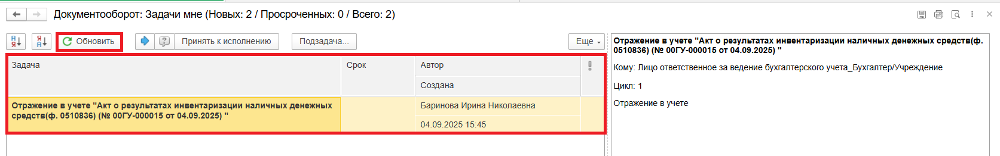 Документооборот: Задачи мне (Новых: 2 / Просроченных: 0 / Всего: 2)
А Я
Я А
Обновить
Принять к исполнению
Подзадача...
Еще
Задача
Срок
Автор
Создана
Отражение в учете "Акт о результатах инвентаризации наличных денежных
средств(ф. 0510836) (№ 00ГУ-000015 от 04.09.2025) "
Баринова Ирина Николаевна
04.09.2025 15:45
Отражение в учете "Акт о результатах инвентаризации наличных денежных средств(ф.
0510836) (№ 00ГУ-000015 от 04.09.2025) "
Кому: Лицо ответственное за ведение бухгалтерского учета_Бухгалтер/Учреждение
Цикл: 1
Отражение в учете